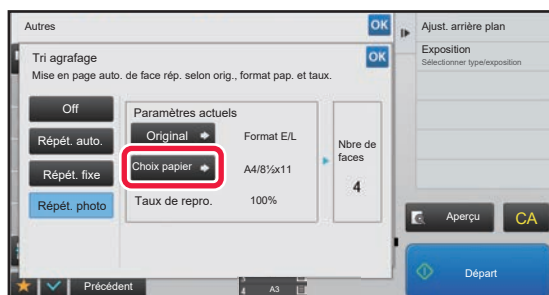 Autres
OK
Ajust. arrière plan
Exposition
Sélectionner type/exposition
Tri agrafage
OK
Mise en page auto. de face rép. selon orig., format pap. et taux.
Off
Répét. auto.
Répét. fixe
Répét. photo
Paramètres actuels
Original
Format E/L
Choix papier
A4/8½x11
Taux de repro.
100%
Nbre de
faces
4
Aperçu
CA
Départ
Précédent
4 A3